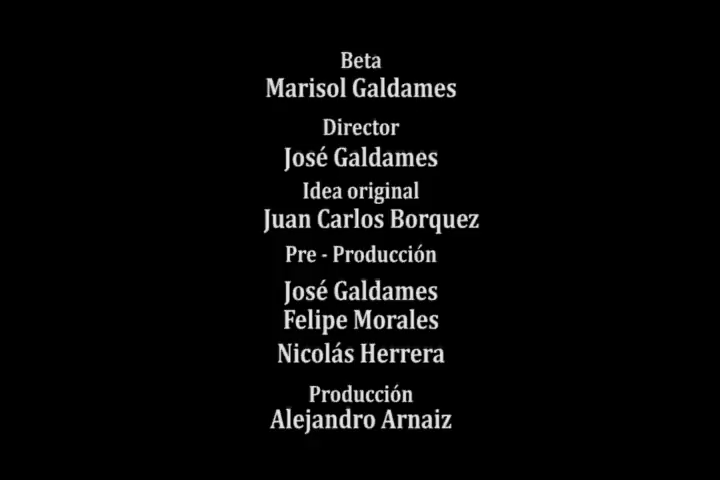 Beta
Marisol Galdames
Director
José Galdames
Idea original
Juan Carlos Borquez
Pre - Producción
José Galdames
Felipe Morales
Nicolás Herrera
Producción
Alejandro Arnaiz